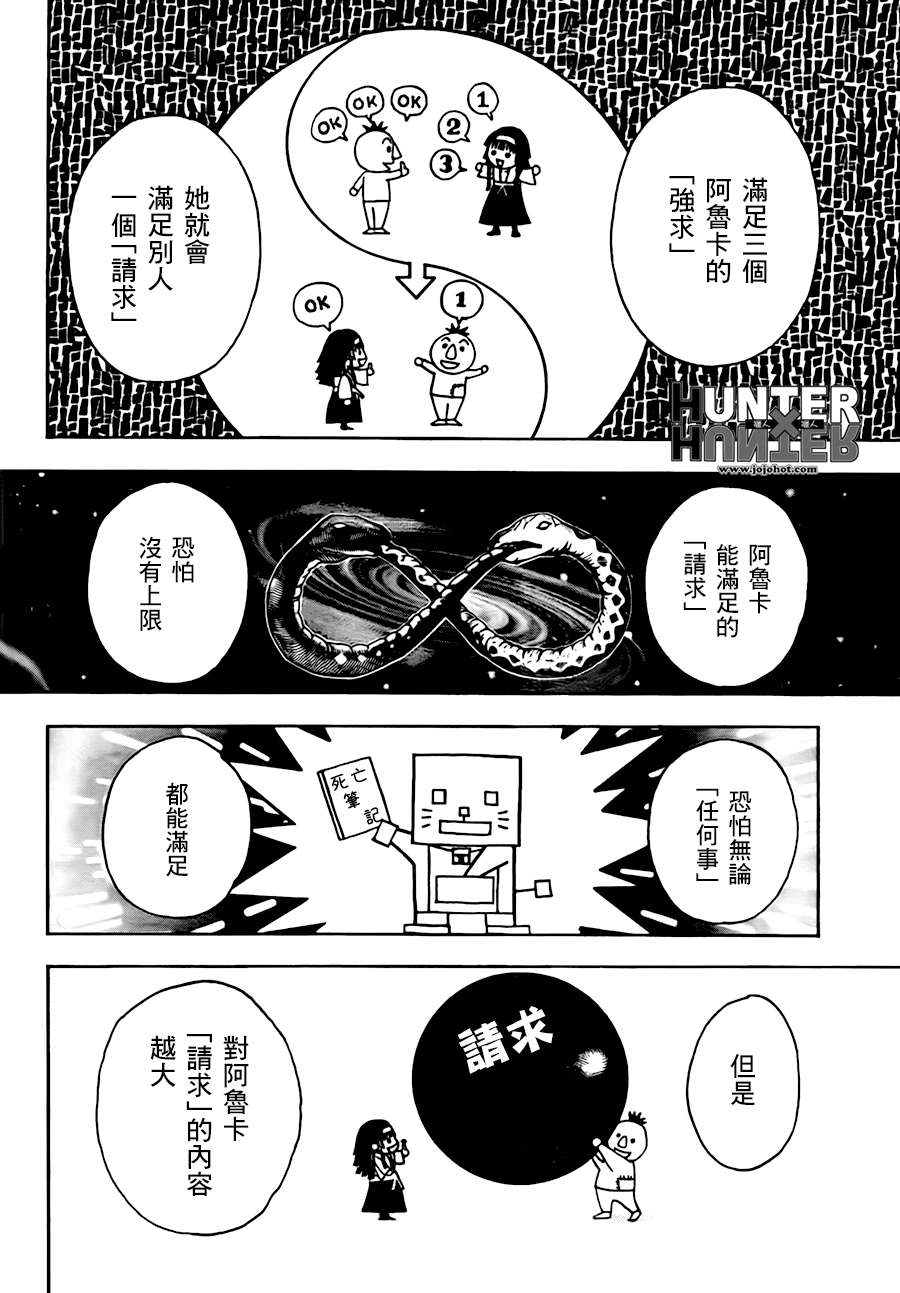 滿足三個
阿魯卡的
「強求」
1
2
3
OK
OK
OK
她就會
滿足別人
一個「請求」
1
OK
HUNTER
×
HUNTER
獵人
獵人
www.jojohot.com
阿魯卡
能滿足的
「請求」
恐怕
沒有上限
恐怕無論
「任何事」
死亡
筆
記
都能滿足
但是
請求
對阿魯卡
「請求」的內容
越大